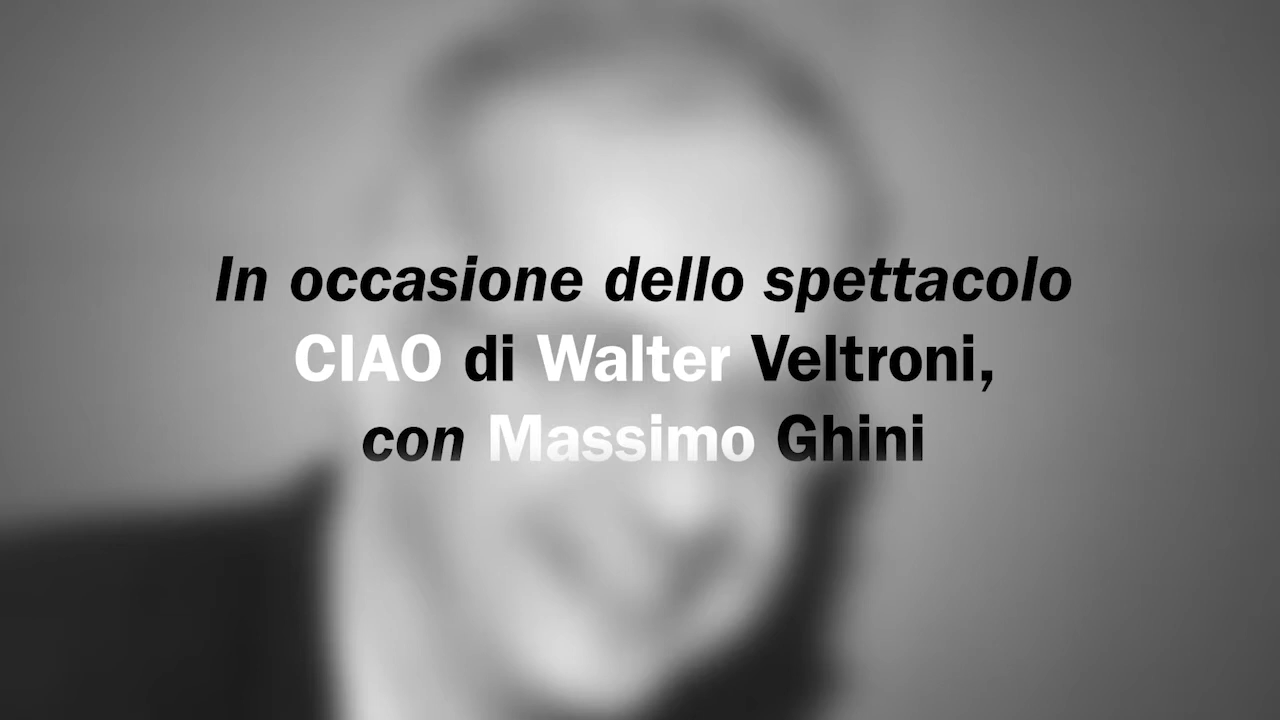 In occasione dello spettacolo
CIAO di Walter Veltroni,
con Massimo Ghini